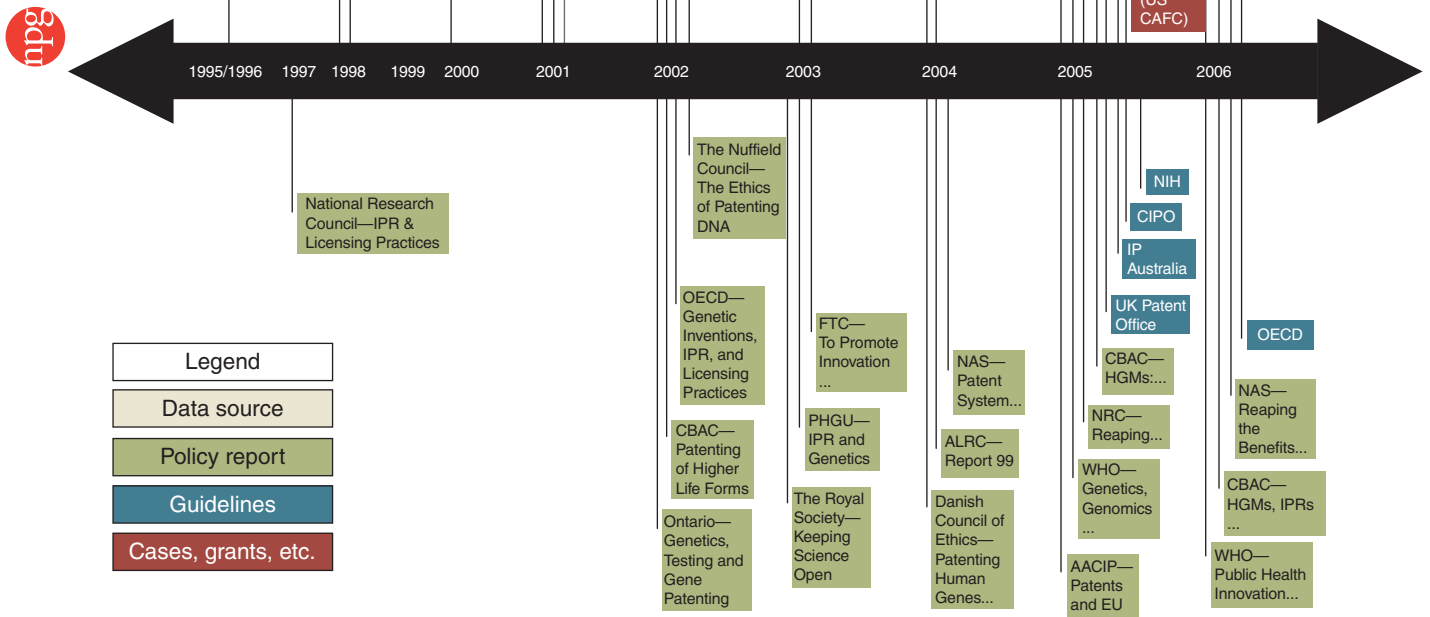 gdp
(US
CAFC)
1995/1996 1997 1998 1999 2000 2001 2002 2003 2004 2005 2006
National Research
Council—IPR &
Licensing Practices
The Nuffield
Council—
The Ethics
of Patenting
DNA
OECD—
Genetic
Inventions,
IPR, and
Licensing
Practices
CBAC—
Patenting
of Higher
Life Forms
Ontario—
Genetics,
Testing and
Gene
Patenting
FTC—
To Promote
Innovation
...
PHGU—
IPR and
Genetics
The Royal
Society—
Keeping
Science
Open
NAS—
Patent
System...
ALRC—
Report 99
Danish
Council of
Ethics—
Patenting
Human
Genes...
NIH
CIPO
IP
Australia
UK Patent
Office
CBAC—
HGMs:...
NRC—
Reaping...
WHO—
Genetics,
Genomics
...
AACIP—
Patents
and EU
OECD
NAS—
Reaping
the
Benefits...
CBAC—
HGMs, IPRs
...
WHO—
Public Health
Innovation...
Legend
Data source
Policy report
Guidelines
Cases, grants, etc.